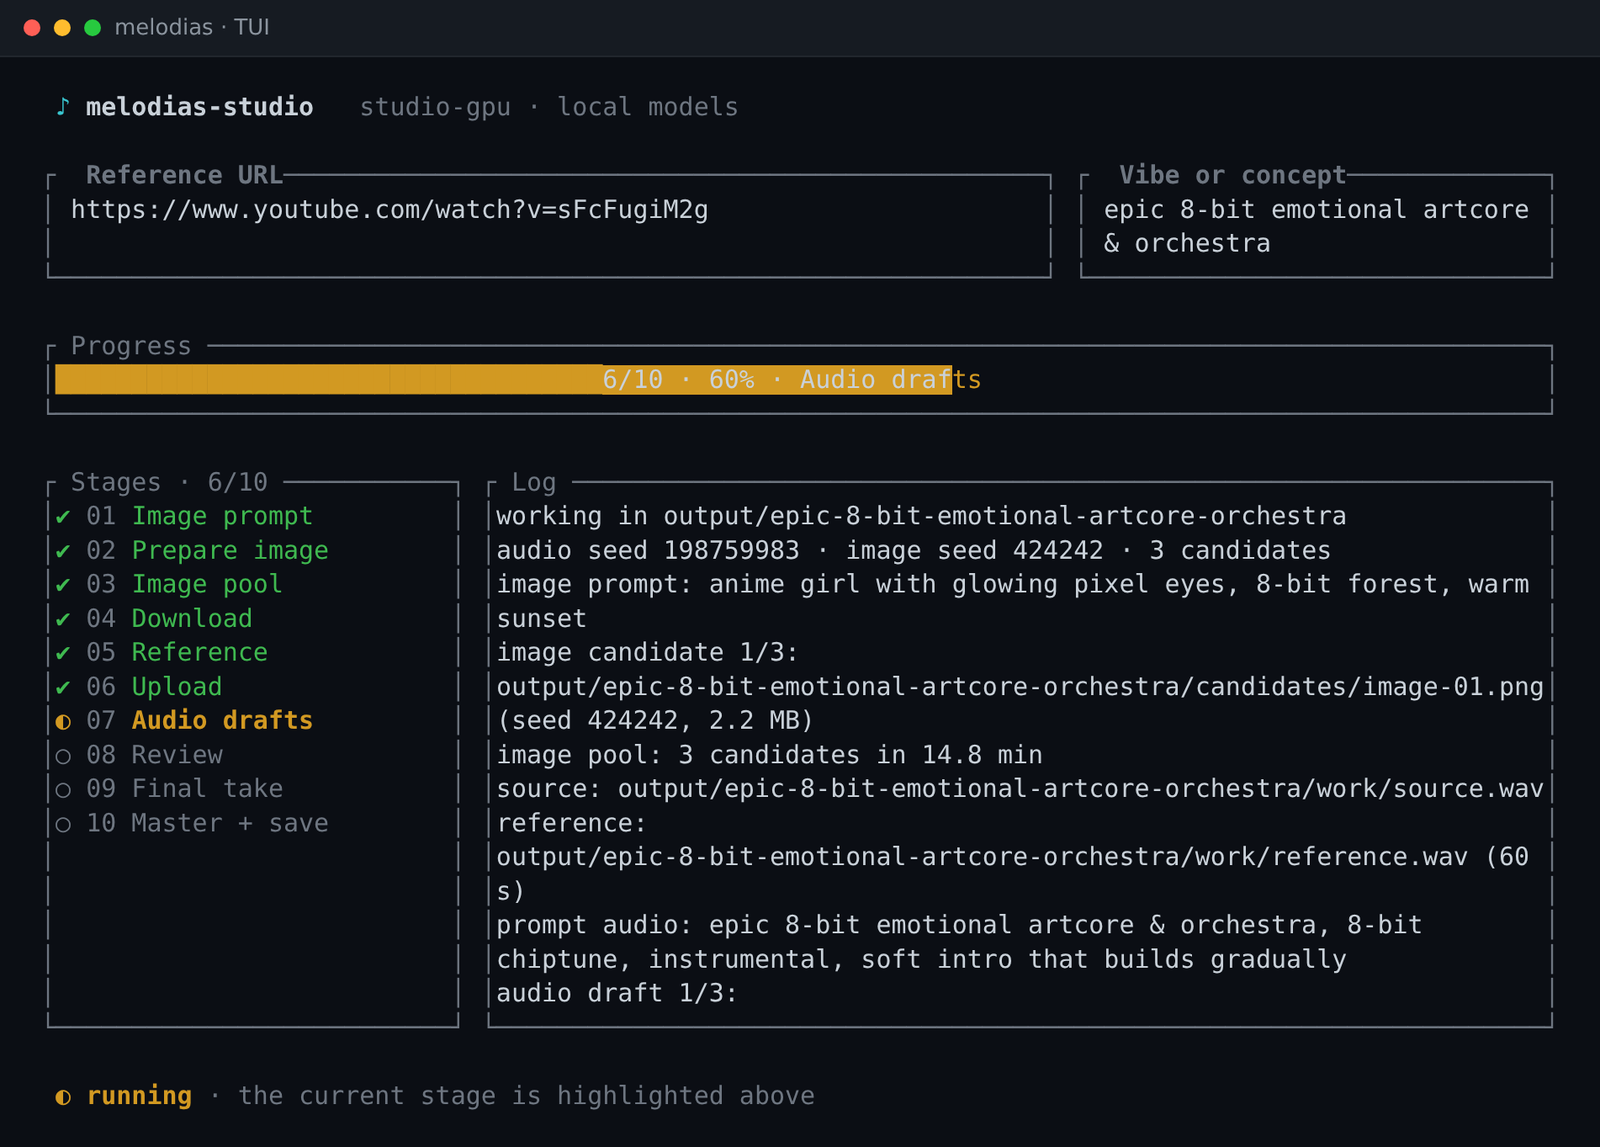 melodias · TUI
♪ melodias-studio studio-gpu · local models
Reference URL
https://www.youtube.com/watch?v=sFcFugiM2g
Vibe or concept
epic 8-bit emotional artcore
& orchestra
Progress
6/10 · 60% · Audio drafts
Stages · 6/10
✔ 01 Image prompt
✔ 02 Prepare image
✔ 03 Image pool
✔ 04 Download
✔ 05 Reference
✔ 06 Upload
◐ 07 Audio drafts
○ 08 Review
○ 09 Final take
○ 10 Master + save
Log
working in output/epic-8-bit-emotional-artcore-orchestra
audio seed 198759983 · image seed 424242 · 3 candidates
image prompt: anime girl with glowing pixel eyes, 8-bit forest, warm
sunset
image candidate 1/3:
output/epic-8-bit-emotional-artcore-orchestra/candidates/image-01.png
(seed 424242, 2.2 MB)
image pool: 3 candidates in 14.8 min
source: output/epic-8-bit-emotional-artcore-orchestra/work/source.wav
reference:
output/epic-8-bit-emotional-artcore-orchestra/work/reference.wav (60
s)
prompt audio: epic 8-bit emotional artcore & orchestra, 8-bit
chiptune, instrumental, soft intro that builds gradually
audio draft 1/3:
◐ running · the current stage is highlighted above